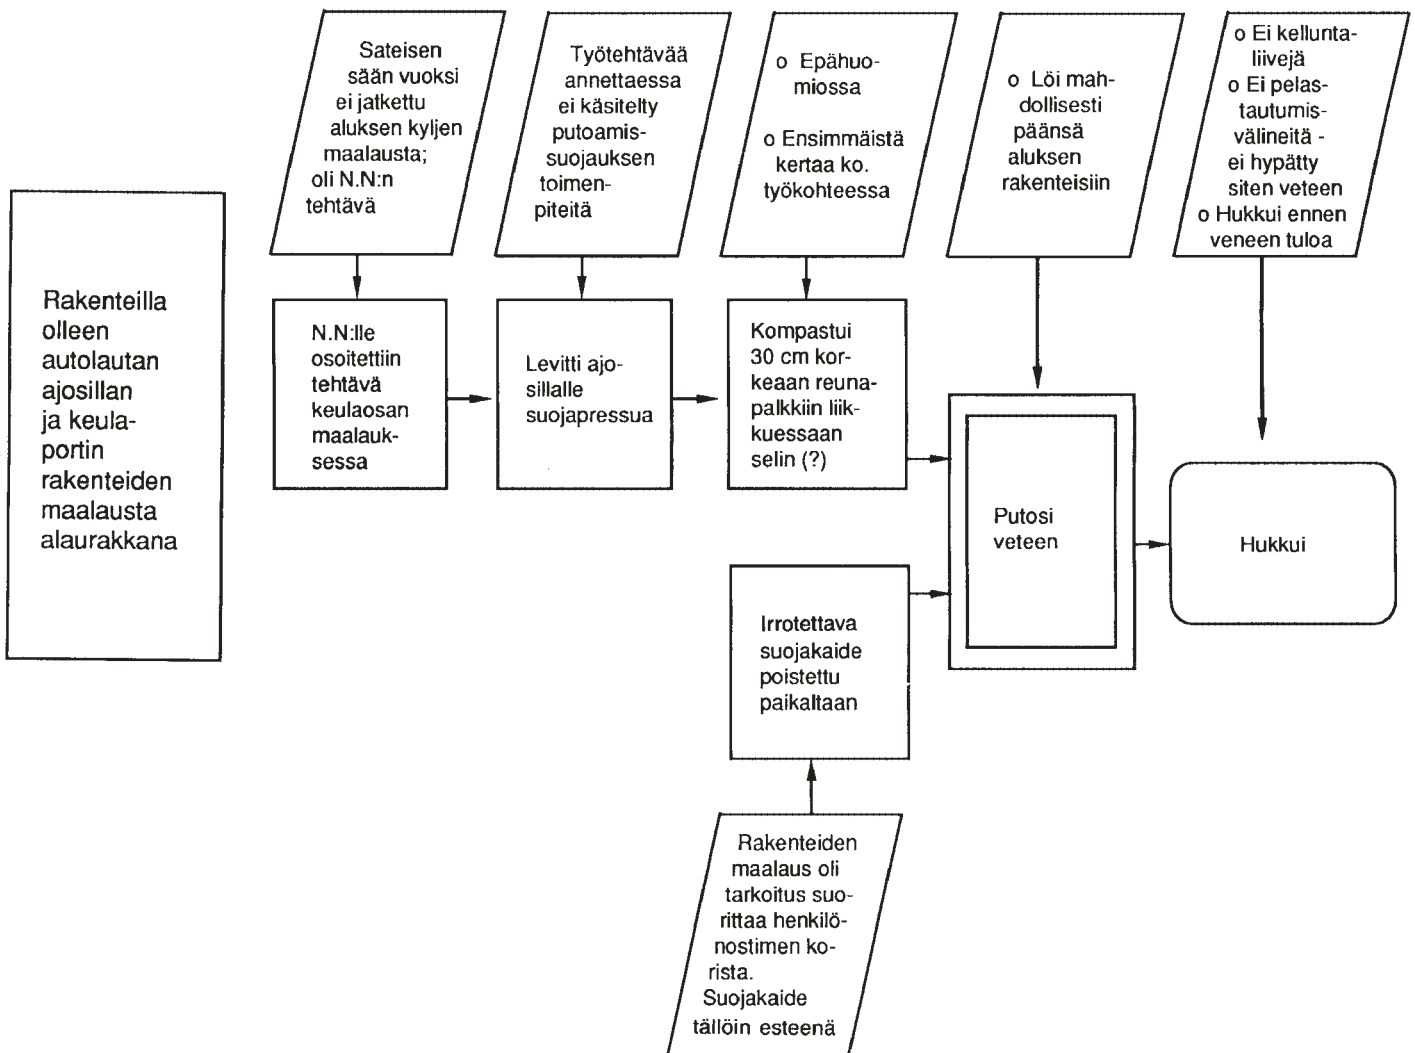 Rakenteilla
olleen
autolautan
ajosillan
ja keula-
portin
rakenteiden
maalausta
alaurakkana
Sateisen
sään vuoksi
ei jatkettu
aluksen kyljen
maalausta;
oli N.N:n
tehtävä
Työtehtävää
annettaessa
ei käsitelty
putoamis-
suojauksen
toimen-
piteitä
o Epähuo-
miossa
o Ensimmäistä
kertaa ko.
työkohteessa
o Löi mah-
dollisesti
päänsä
aluksen
rakenteisiin
o Ei kellunta-
liivejä
o Ei pelas-
tautumis-
välineitä -
ei hypätty
siten veteen
o Hukkui ennen
veneen tuloa
N.N:lle
osoitettiin
tehtävä
keulaosan
maalauk-
sessa
Levitti ajo-
sillalle
suojapressua
Kompastui
30 cm kor-
keaan reuna-
palkkiin liik-
kuessaan
selin (?)
Putosi
veteen
Hukkui
Irrotettava
suojakaide
poistettu
paikaltaan
Rakenteiden
maalaus oli
tarkoitus suo-
rittaa henkilö-
nostimen ko-
rista.
Suojakaide
tällöin esteenä